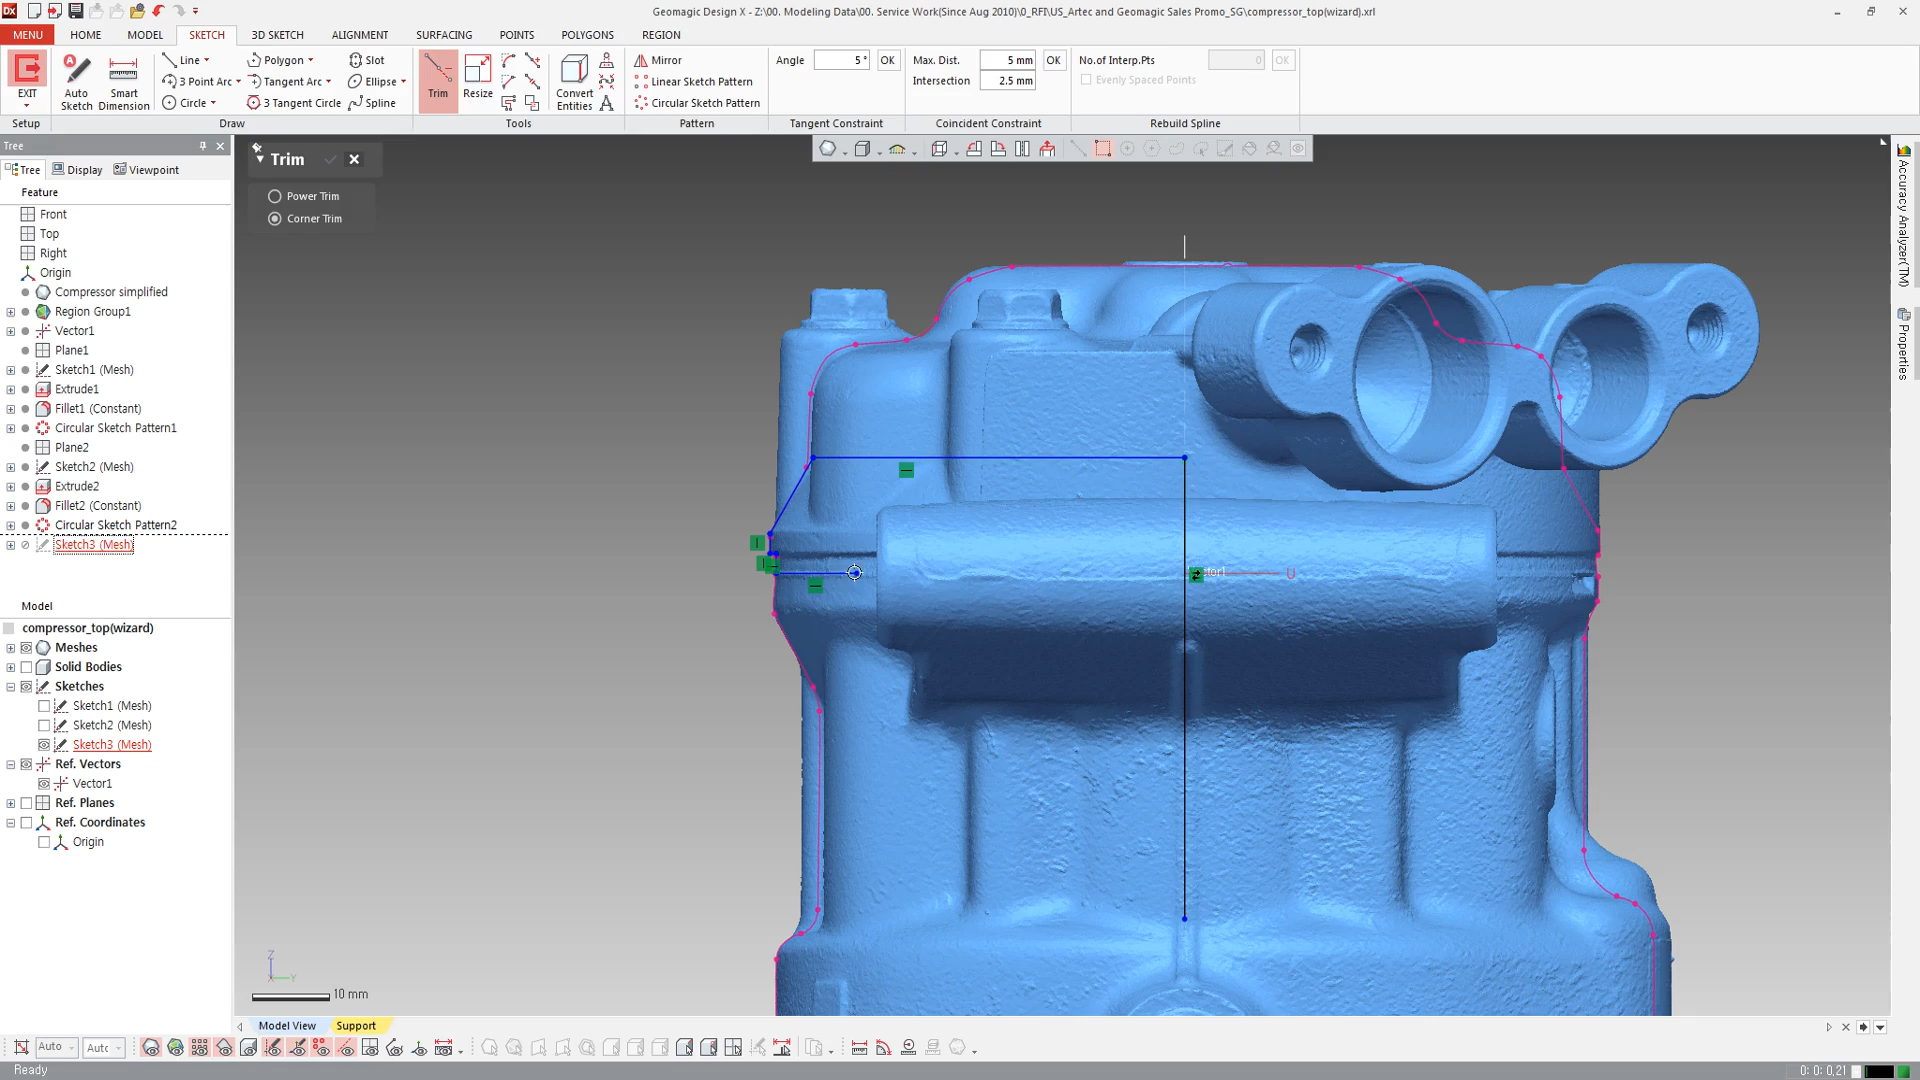 Geomagic Design X - Z:\00. Modeling Data\00. Service Work(Since Aug 2010)\0_RFI\US_Artec and Geomagic Sales Promo_SG\compressor_top(wizard).xrl
MENU HOME MODEL SKETCH 3D SKETCH ALIGNMENT SURFACING POINTS POLYGONS REGION
Line Polygon Slot Mirror Angle 5 ° OK Max. Dist. 5 mm OK No.of Interp.Pts 0 OK
3 Point Arc Tangent Arc Ellipse Linear Sketch Pattern Intersection 2.5 mm Evenly Spaced Points
EXIT Auto Sketch Smart Dimension Circle 3 Tangent Circle Spline Trim Resize Convert Entities Circular Sketch Pattern
Setup Draw Tools Pattern Tangent Constraint Coincident Constraint Rebuild Spline
Tree
Tree Display Viewpoint
Feature
Front
Top
Right
Origin
Compressor simplified
Region Group1
Vector1
Plane1
Sketch1 (Mesh)
Extrude1
Fillet1 (Constant)
Circular Sketch Pattern1
Plane2
Sketch2 (Mesh)
Extrude2
Fillet2 (Constant)
Circular Sketch Pattern2
Sketch3 (Mesh)
Model
compressor_top(wizard)
Meshes
Solid Bodies
Sketches
Sketch1 (Mesh)
Sketch2 (Mesh)
Sketch3 (Mesh)
Ref. Vectors
Vector1
Ref. Planes
Ref. Coordinates
Origin
Trim
Power Trim
Corner Trim
U
Z
Y
10 mm
Accuracy Analyzer(TM)
Properties
Model View Support
Auto
Ready
0: 0: 0,21